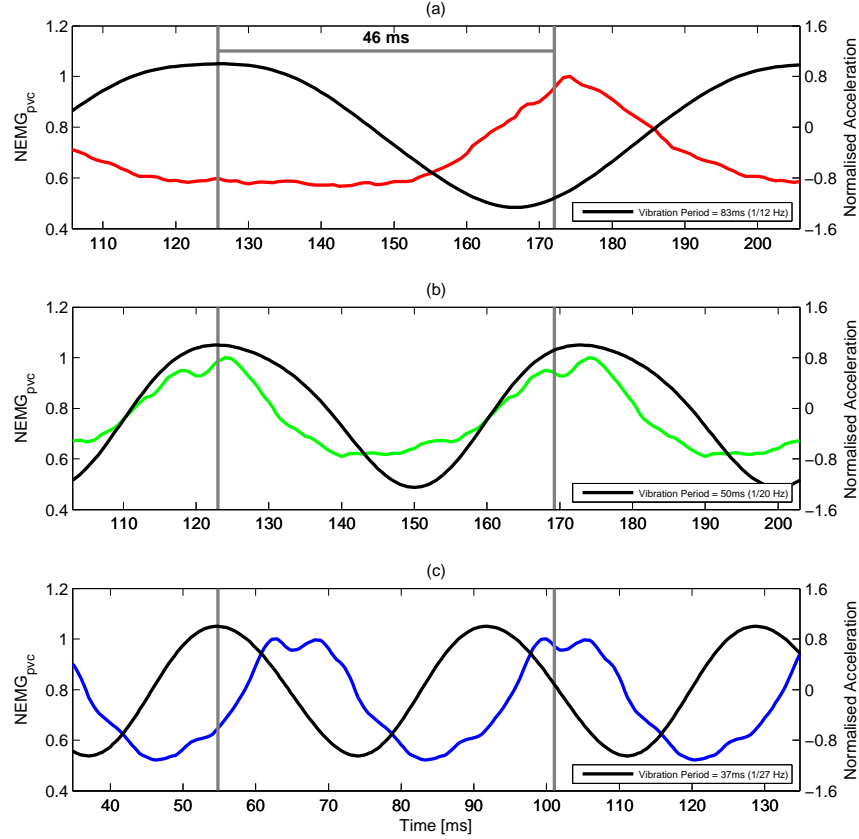 (a)
46 ms
1.2
1
0.8
0.6
0.4
NEMG_pvc
1.6
0.8
0
−0.8
−1.6
Normalised Acceleration
Vibration Period = 83ms (1/12 Hz)
110 120 130 140 150 160 170 180 190 200
(b)
1.2
1
0.8
0.6
0.4
NEMG_pvc
1.6
0.8
0
−0.8
−1.6
Normalised Acceleration
Vibration Period = 50ms (1/20 Hz)
110 120 130 140 150 160 170 180 190 200
(c)
1.2
1
0.8
0.6
0.4
NEMG_pvc
1.6
0.8
0
−0.8
−1.6
Normalised Acceleration
Vibration Period = 37ms (1/27 Hz)
40 50 60 70 80 90 100 110 120 130
Time [ms]